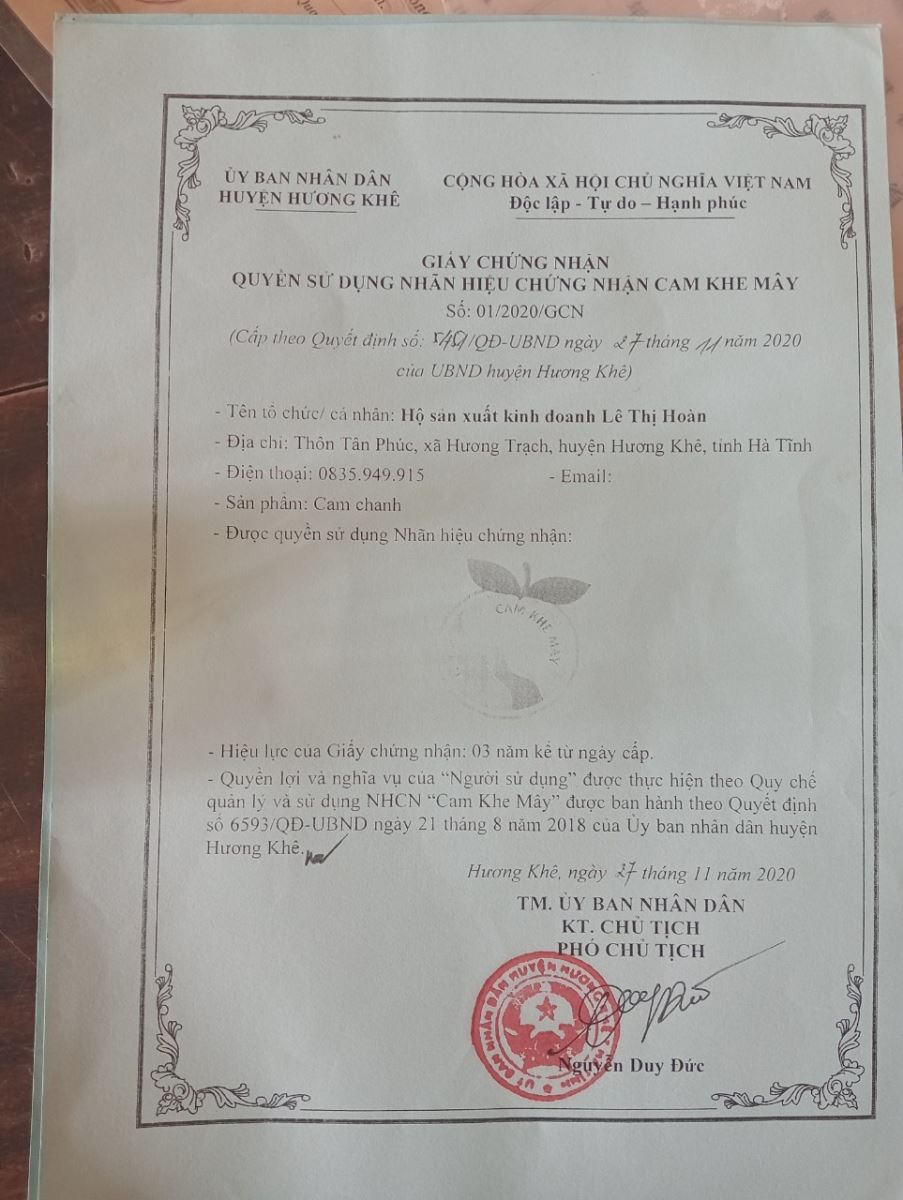 ỦY BAN NHÂN DÂN
HUYỆN HƯƠNG KHÊ
CỘNG HÒA XÃ HỘI CHỦ NGHĨA VIỆT NAM
Độc lập - Tự do – Hạnh phúc
GIẤY CHỨNG NHẬN
QUYỀN SỬ DỤNG NHÃN HIỆU CHỨNG NHẬN CAM KHE MÂY
Số: 01/2020/GCN
(Cấp theo Quyết định số: /QĐ-UBND ngày 27 tháng 11 năm 2020
của UBND huyện Hương Khê)
- Tên tổ chức/ cá nhân: Hộ sản xuất kinh doanh Lê Thị Hoàn
- Địa chỉ: Thôn Tân Phúc, xã Hương Trạch, huyện Hương Khê, tỉnh Hà Tĩnh
- Điện thoại: 0835.949.915 - Email:
- Sản phẩm: Cam chanh
- Được quyền sử dụng Nhãn hiệu chứng nhận:
CAM KHE MÂY
- Hiệu lực của Giấy chứng nhận: 03 năm kể từ ngày cấp.
- Quyền lợi và nghĩa vụ của “Người sử dụng” được thực hiện theo Quy chế
quản lý và sử dụng NHCN “Cam Khe Mây” được ban hành theo Quyết định
số 6593/QĐ-UBND ngày 21 tháng 8 năm 2018 của Ủy ban nhân dân huyện
Hương Khê.
Hương Khê, ngày 27 tháng 11 năm 2020
TM. ỦY BAN NHÂN DÂN
KT. CHỦ TỊCH
PHÓ CHỦ TỊCH
ỦY BAN NHÂN DÂN HUYỆN HƯƠNG KHÊ
Nguyễn Duy Đức